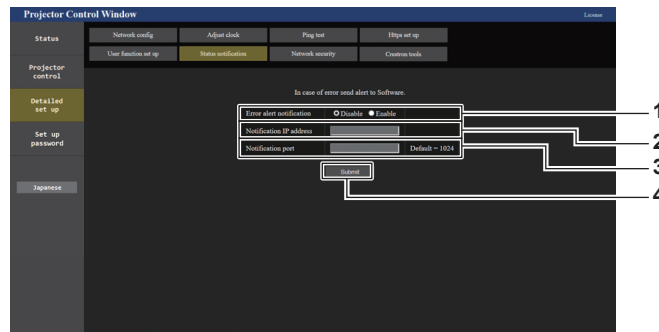 Projector Control Window
License
Status
Network config
Adjust clock
Ping test
Https set up
User function set up
Status notification
Network security
Crestron tools
Projector
control
Detailed
set up
Set up
password
Japanese
In case of error send alert to Software.
Error alert notification
Disable
Enable
1
Notification IP address
2
Notification port
Default = 1024
3
Submit
4